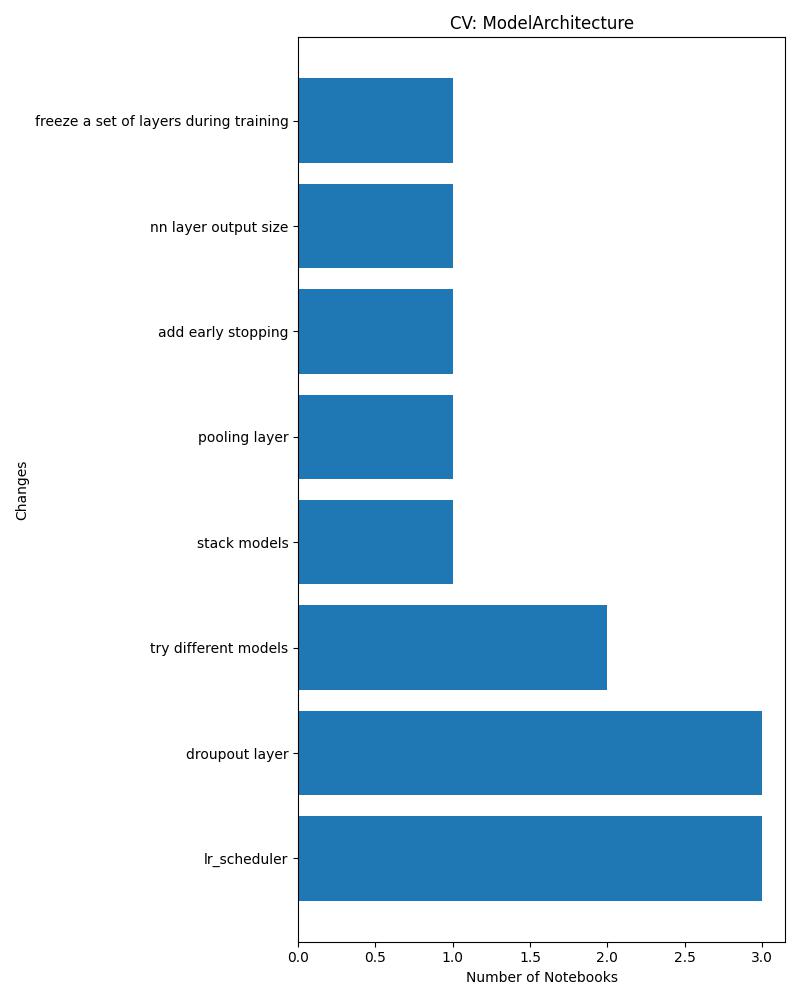 CV: ModelArchitecture
freeze a set of layers during training
nn layer output size
add early stopping
pooling layer
Changes
stack models
try different models
droupout layer
lr_scheduler
0.0 0.5 1.0 1.5 2.0 2.5 3.0
Number of Notebooks